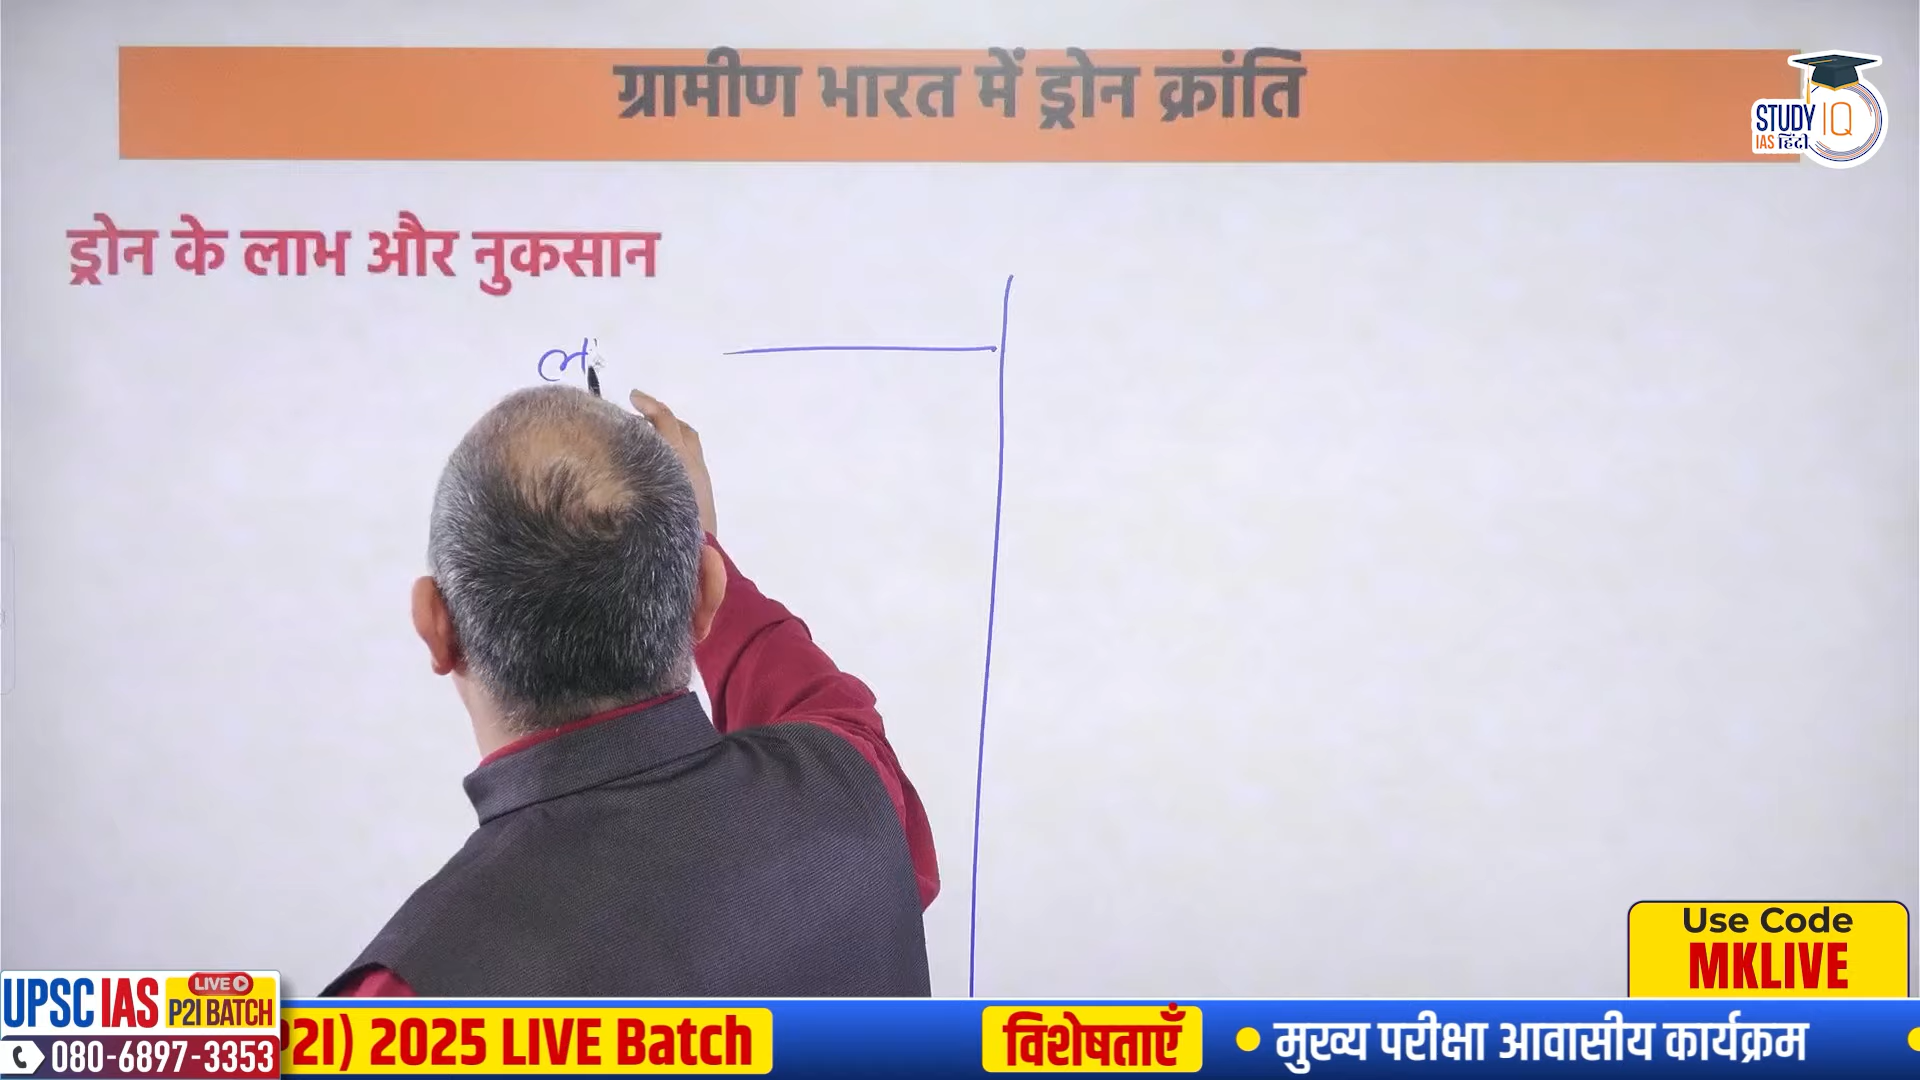 ग्रामीण भारत में ड्रोन क्रांति
STUDY IQ
IAS हिंदी
ड्रोन के लाभ और नुकसान
Use Code
MKLIVE
UPSC IAS LIVE
P2I BATCH
080-6897-3353
P2I) 2025 LIVE Batch
विशेषताएँ
• मुख्य परीक्षा आवासीय कार्यक्रम